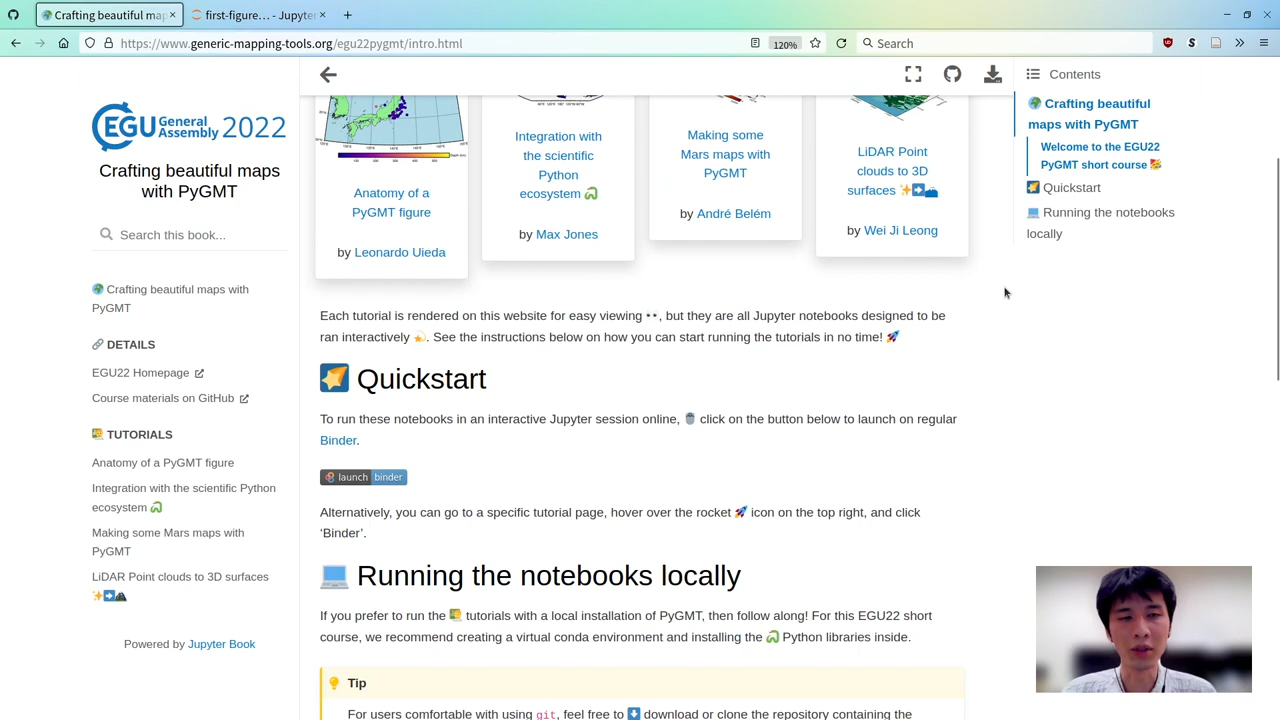 Crafting beautiful map
first-figure… - Jupyter
https://www.generic-mapping-tools.org/egu22pygmt/intro.html
120%
Search
EGU General Assembly 2022
Crafting beautiful maps
with PyGMT
Search this book...
Crafting beautiful maps with
PyGMT
DETAILS
EGU22 Homepage
Course materials on GitHub
TUTORIALS
Anatomy of a PyGMT figure
Integration with the scientific Python
ecosystem
Making some Mars maps with
PyGMT
LiDAR Point clouds to 3D surfaces
Powered by Jupyter Book
Anatomy of a
PyGMT figure
by Leonardo Uieda
Integration with
the scientific
Python
ecosystem
by Max Jones
Making some
Mars maps with
PyGMT
by André Belém
LiDAR Point
clouds to 3D
surfaces
by Wei Ji Leong
Each tutorial is rendered on this website for easy viewing 👀, but they are all Jupyter notebooks designed to be
ran interactively 💫. See the instructions below on how you can start running the tutorials in no time! 🚀
Quickstart
To run these notebooks in an interactive Jupyter session online, 🖱️ click on the button below to launch on regular
Binder.
launch binder
Alternatively, you can go to a specific tutorial page, hover over the rocket 🚀 icon on the top right, and click
‘Binder’.
Running the notebooks locally
If you prefer to run the tutorials with a local installation of PyGMT, then follow along! For this EGU22 short
course, we recommend creating a virtual conda environment and installing the 🐍 Python libraries inside.
Tip
For users comfortable with using git, feel free to ⬇️ download or clone the repository containing the
Contents
Crafting beautiful
maps with PyGMT
Welcome to the EGU22
PyGMT short course
Quickstart
Running the notebooks
locally